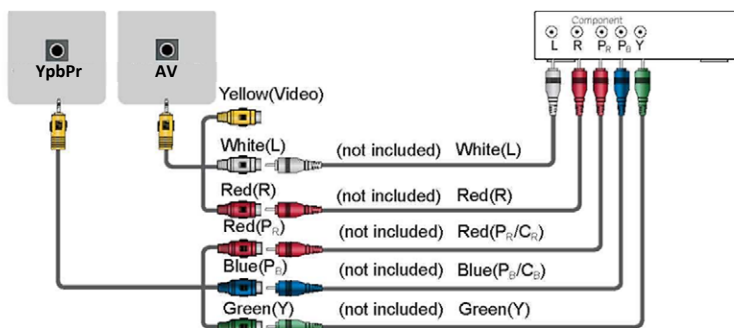 Component
L R PR PB Y
YpbPr AV
Yellow(Video)
White(L) (not included) White(L)
Red(R) (not included) Red(R)
Red(PR) (not included) Red(PR/CR)
Blue(PB) (not included) Blue(PB/CB)
Green(Y) (not included) Green(Y)